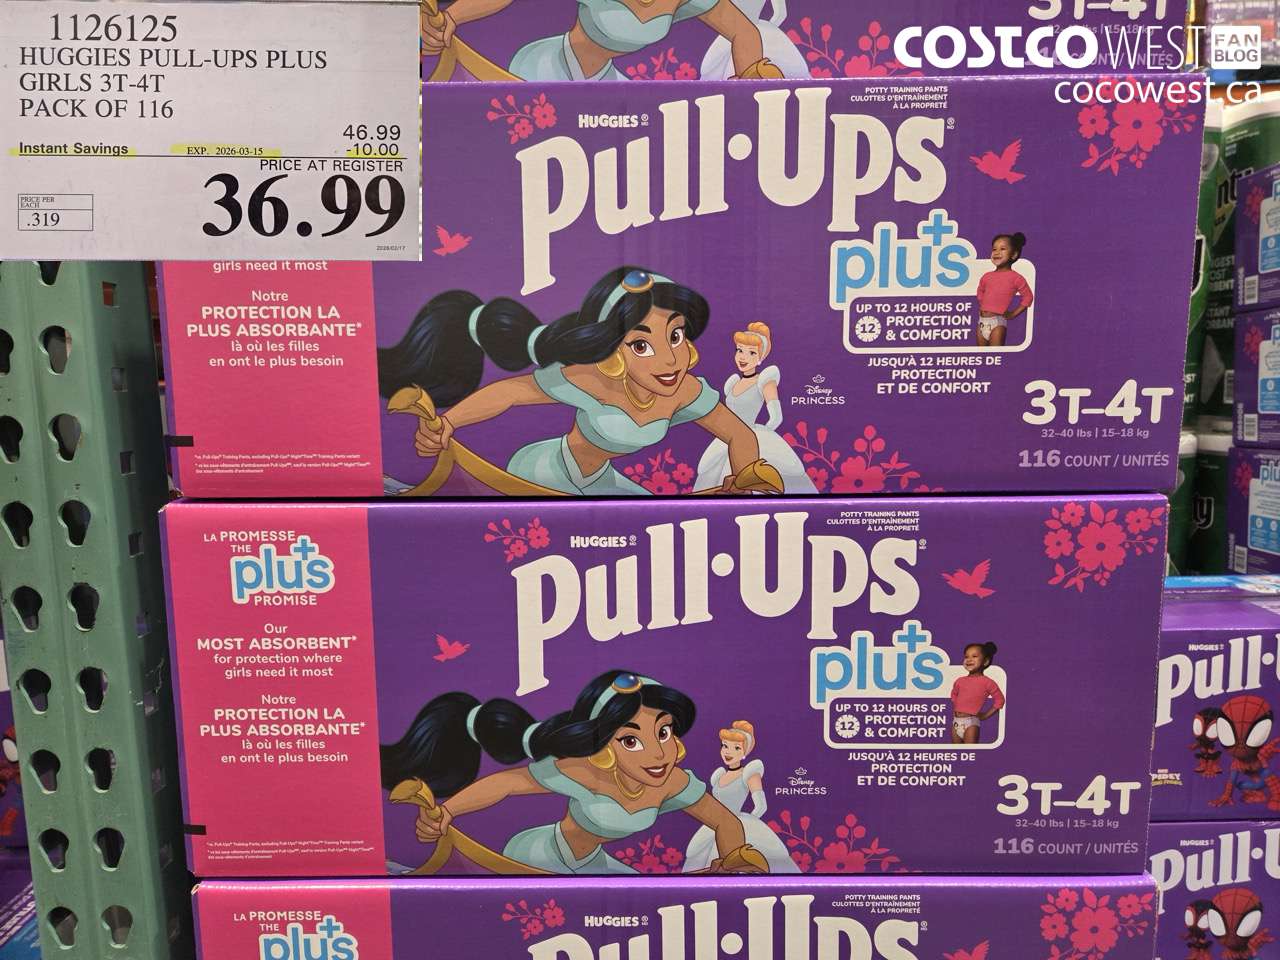 1126125
HUGGIES PULL-UPS PLUS
GIRLS 3T-4T
PACK OF 116
46.99
Instant Savings EXP. 2026-03-15 -10.00
PRICE AT REGISTER
36.99
PRICE PER
EACH
.319
2026/02/17
3T-4T
COSTCO WEST FAN BLOG
cocowest.ca
girls need it most
Notre
PROTECTION LA
PLUS ABSORBANTE*
là où les filles
en ont le plus besoin
POTTY TRAINING PANTS
CULOTTES D'ENTRAÎNEMENT
À LA PROPRETÉ
HUGGIES
Pull-Ups
plus+
UP TO 12 HOURS OF
12 PROTECTION
& COMFORT
JUSQU'À 12 HEURES DE
PROTECTION
ET DE CONFORT
Disney
PRINCESS
3T-4T
32-40 lbs | 15-18 kg
116 COUNT / UNITÉS
LA PROMESSE
THE
plus+
PROMISE
Our
MOST ABSORBENT*
for protection where
girls need it most
Notre
PROTECTION LA
PLUS ABSORBANTE*
là où les filles
en ont le plus besoin
POTTY TRAINING PANTS
CULOTTES D'ENTRAÎNEMENT
À LA PROPRETÉ
HUGGIES
Pull-Ups
plus+
UP TO 12 HOURS OF
12 PROTECTION
& COMFORT
JUSQU'À 12 HEURES DE
PROTECTION
ET DE CONFORT
Disney
PRINCESS
3T-4T
32-40 lbs | 15-18 kg
116 COUNT / UNITÉS
HUGGIES
Pull-
Pull-U
LA PROMESSE
THE
plus+
POTTY TRAINING PANTS
CULOTTES D'ENTRAÎNEMENT
À LA PROPRETÉ
HUGGIES
Pull-Ups